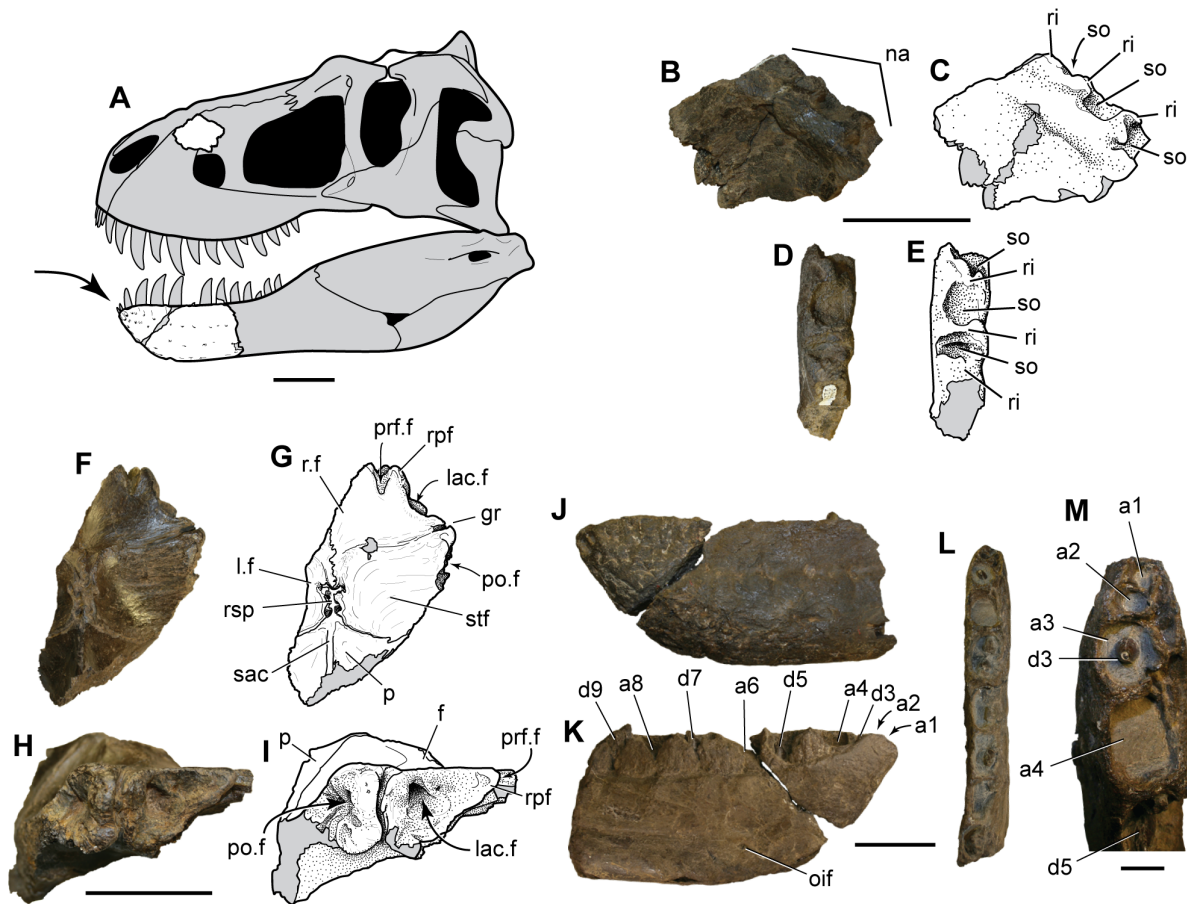 A
B
na
C
ri
so
ri
so
ri
so
D
E
so
ri
so
ri
so
ri
F
G
prf.f
rpf
r.f
lac.f
gr
l.f
po.f
rsp
stf
sac
p
H
I
p
f
prf.f
rpf
po.f
lac.f
J
K
d9
a8
d7
a6
d5
a4
d3
a2
a1
oif
L
M
a1
a2
a3
d3
a4
d5